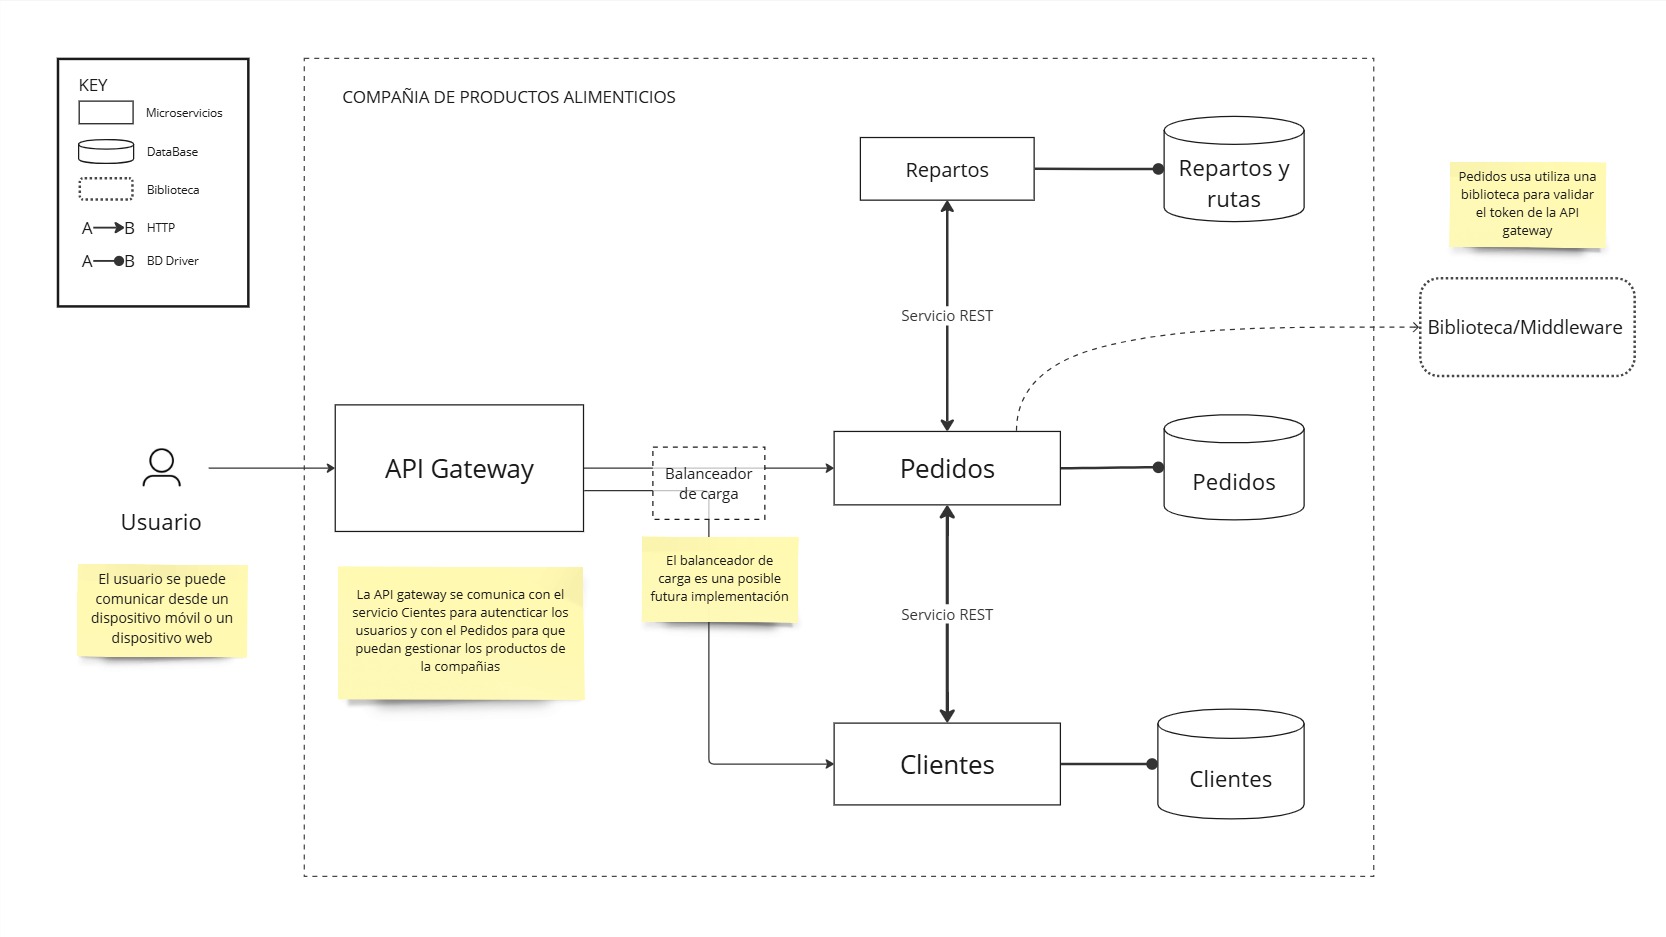 KEY
Microservicios
DataBase
Biblioteca
A B HTTP
A B BD Driver
COMPAÑIA DE PRODUCTOS ALIMENTICIOS
Repartos
Repartos y
rutas
Pedidos usa utiliza una
biblioteca para validar
el token de la API
gateway
Servicio REST
Biblioteca/Middleware
Usuario
API Gateway
Balanceador
de carga
Pedidos
Pedidos
El usuario se puede
comunicar desde un
dispositivo móvil o un
dispositivo web
La API gateway se comunica con el
servicio Cientes para autencticar los
usuarios y con el Pedidos para que
puedan gestionar los productos de
la compañias
El balanceador de
carga es una posible
futura implementación
Servicio REST
Clientes
Clientes